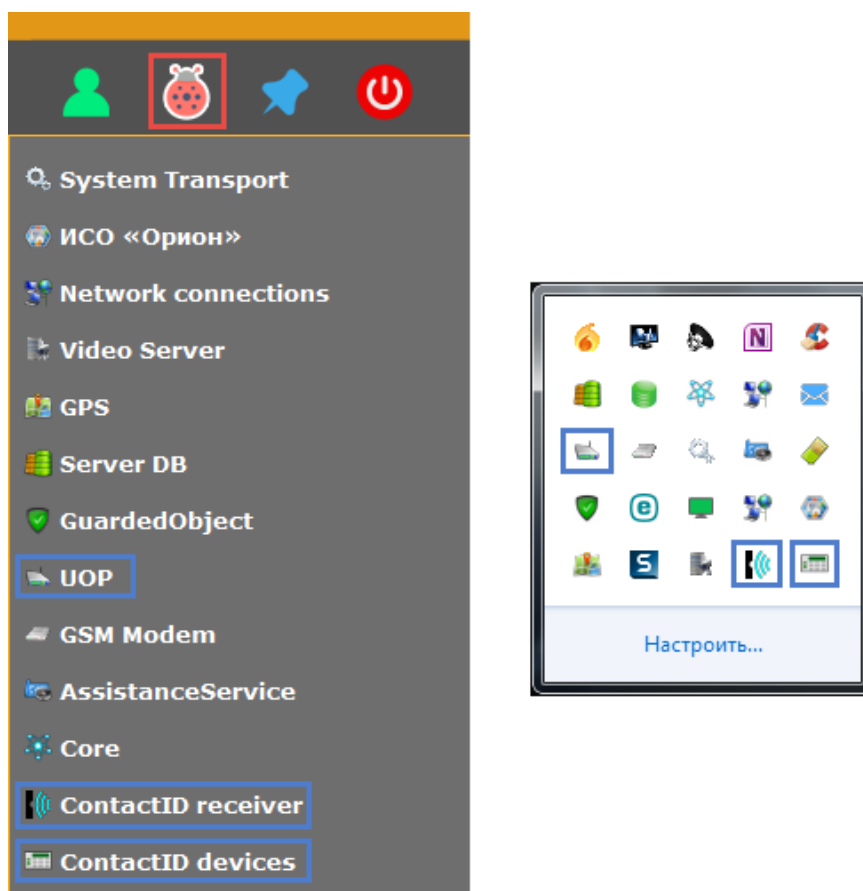 System Transport
ИСО «Орион»
Network connections
Video Server
GPS
Server DB
GuardedObject
UOP
GSM Modem
AssistanceService
Core
ContactID receiver
ContactID devices
N
e
S
Настроить...